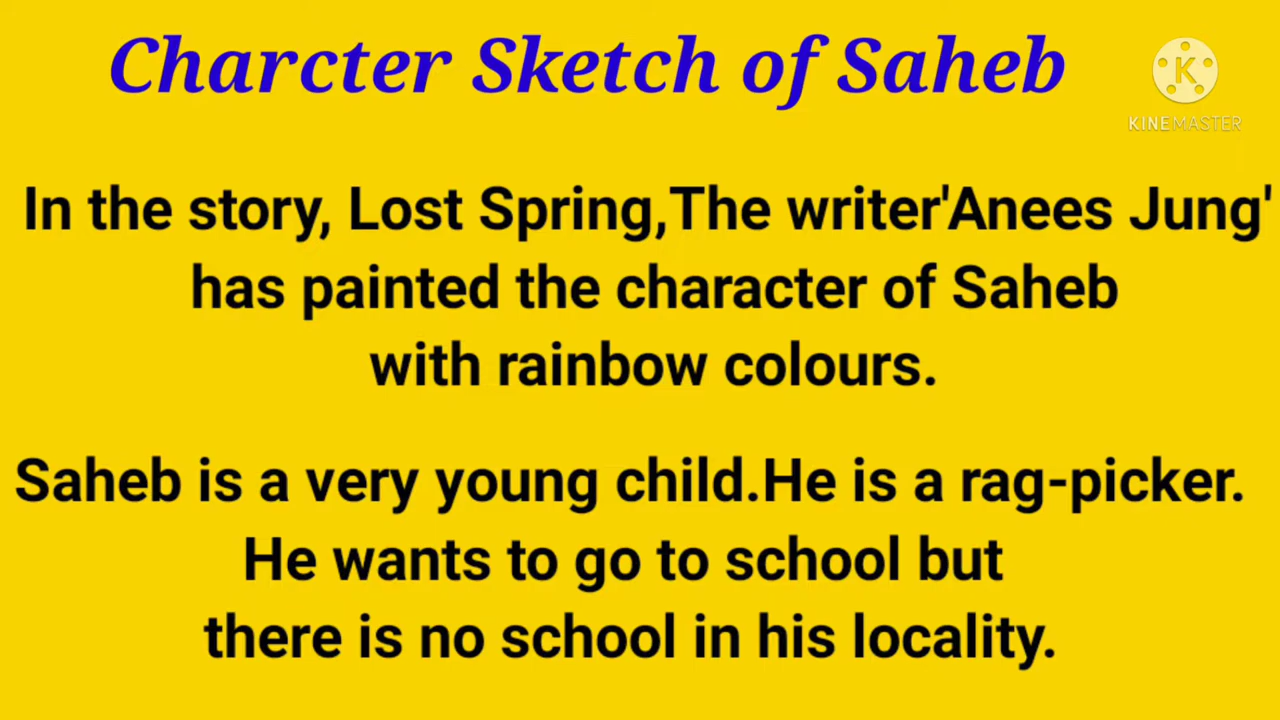 Charcter Sketch of Saheb
K
KINEMASTER
In the story, Lost Spring,The writer'Anees Jung'
has painted the character of Saheb
with rainbow colours.
Saheb is a very young child.He is a rag-picker.
He wants to go to school but
there is no school in his locality.